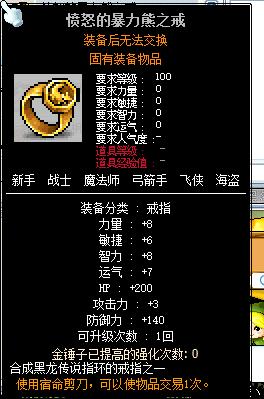 愤怒的暴力熊之戒
装备后无法交换
固有装备物品
要求等级 : 100
要求力量 : 0
要求敏捷 : 0
要求智力 : 0
要求运气 : 0
要求人气度 : -
道具等级 : -
道具经验值 : -
新手 战士 魔法师 弓箭手 飞侠 海盗
装备分类 : 戒指
力量 : +8
敏捷 : +6
智力 : +8
运气 : +7
HP : +200
攻击力 : +3
防御力 : +140
可升级次数 : 1回
金锤子已提高的强化次数: 0
合成黑龙传说指环的戒指之一
使用宿命剪刀，可以使物品交易1次。